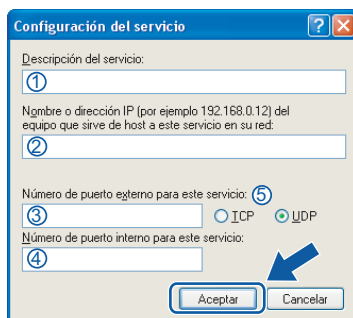 Configuración del servicio
Descripción del servicio:
①
Nombre o dirección IP (por ejemplo 192.168.0.12) del
equipo que sirve de host a este servicio en su red:
②
Número de puerto externo para este servicio: ⑤
③ TCP UDP
Número de puerto interno para este servicio:
④
Aceptar Cancelar